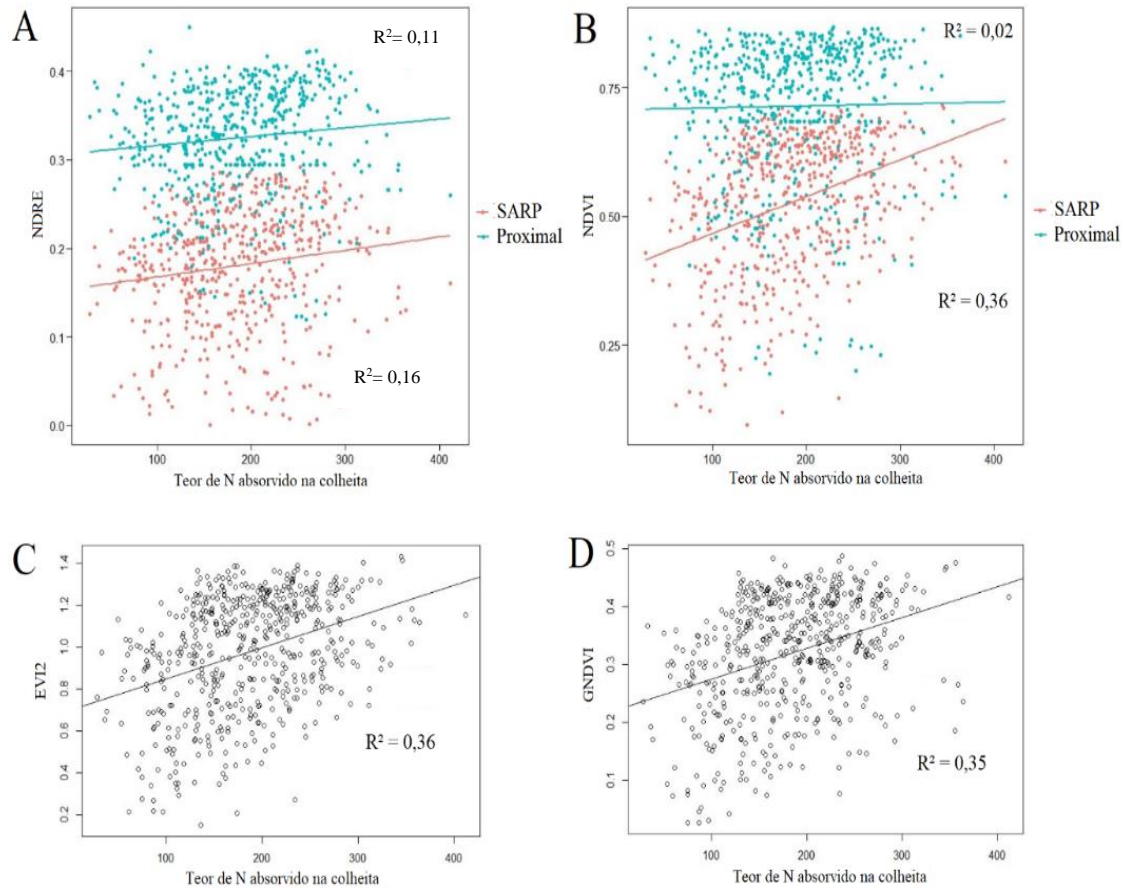 A
R²= 0,11
NDRE
0.4
0.3
0.2
0.1
0.0
R²= 0,16
100 200 300 400
Teor de N absorvido na colheita
SARP
Proximal
B
R² = 0,02
NDVI
0.75
0.50
0.25
R² = 0,36
100 200 300 400
Teor de N absorvido na colheita
SARP
Proximal
C
EVI2
1.4
1.2
1.0
0.8
0.6
0.4
0.2
R² = 0,36
100 200 300 400
Teor de N absorvido na colheita
D
GNDVI
0.5
0.4
0.3
0.2
0.1
R² = 0,35
100 200 300 400
Teor de N absorvido na colheita